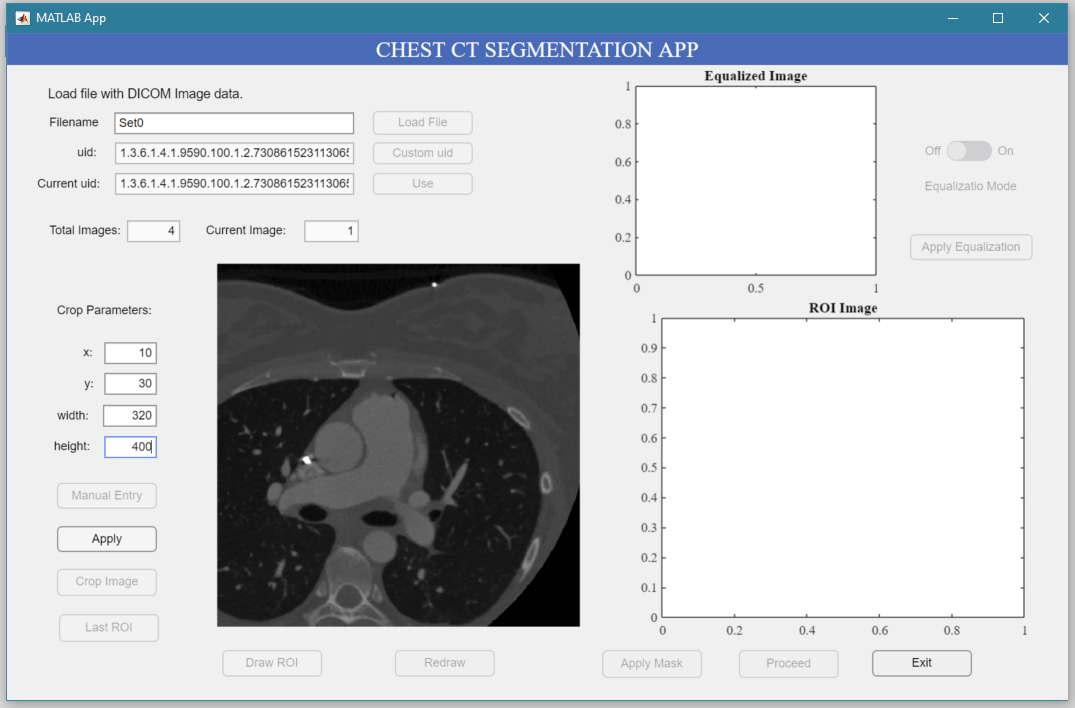 MATLAB App
CHEST CT SEGMENTATION APP
Load file with DICOM Image data.
Filename Set0 Load File
uid: 1.3.6.1.4.1.9590.100.1.2.730861523113065 Custom uid
Current uid: 1.3.6.1.4.1.9590.100.1.2.730861523113065 Use
Total Images: 4 Current Image: 1
Crop Parameters:
x: 10
y: 30
width: 320
height: 400
Manual Entry
Apply
Crop Image
Last ROI
Draw ROI Redraw
Equalized Image
1
0.8
0.6
0.4
0.2
0
0 0.5 1
Off On
Equalizatio Mode
Apply Equalization
ROI Image
1
0.9
0.8
0.7
0.6
0.5
0.4
0.3
0.2
0.1
0
0 0.2 0.4 0.6 0.8 1
Apply Mask Proceed Exit